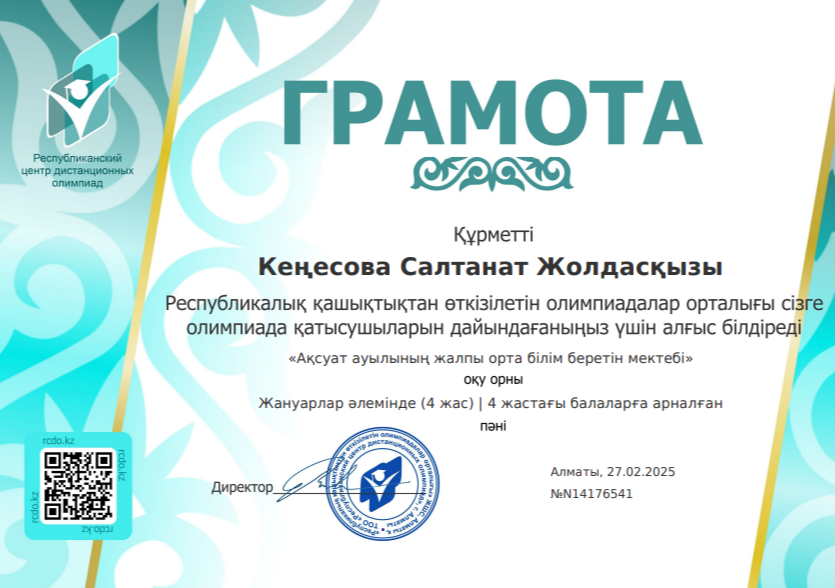 Республиканский
центр дистанционных
олимпиад
ГРАМОТА
Құрметті
Кеңесова Салтанат Жолдасқызы
Республикалық қашықтықтан өткізілетін олимпиадалар орталығы сізге
олимпиада қатысушыларын дайындағаныңыз үшін алғыс білдіреді
«Ақсуат ауылының жалпы орта білім беретін мектебі»
оқу орны
Жануарлар әлемінде (4 жас) | 4 жастағы балаларға арналған
пәні
rcdo.kz
rcdo.kz
rcdo.kz
rcdo.kz
Директор
Алматы, 27.02.2025
№N14176541